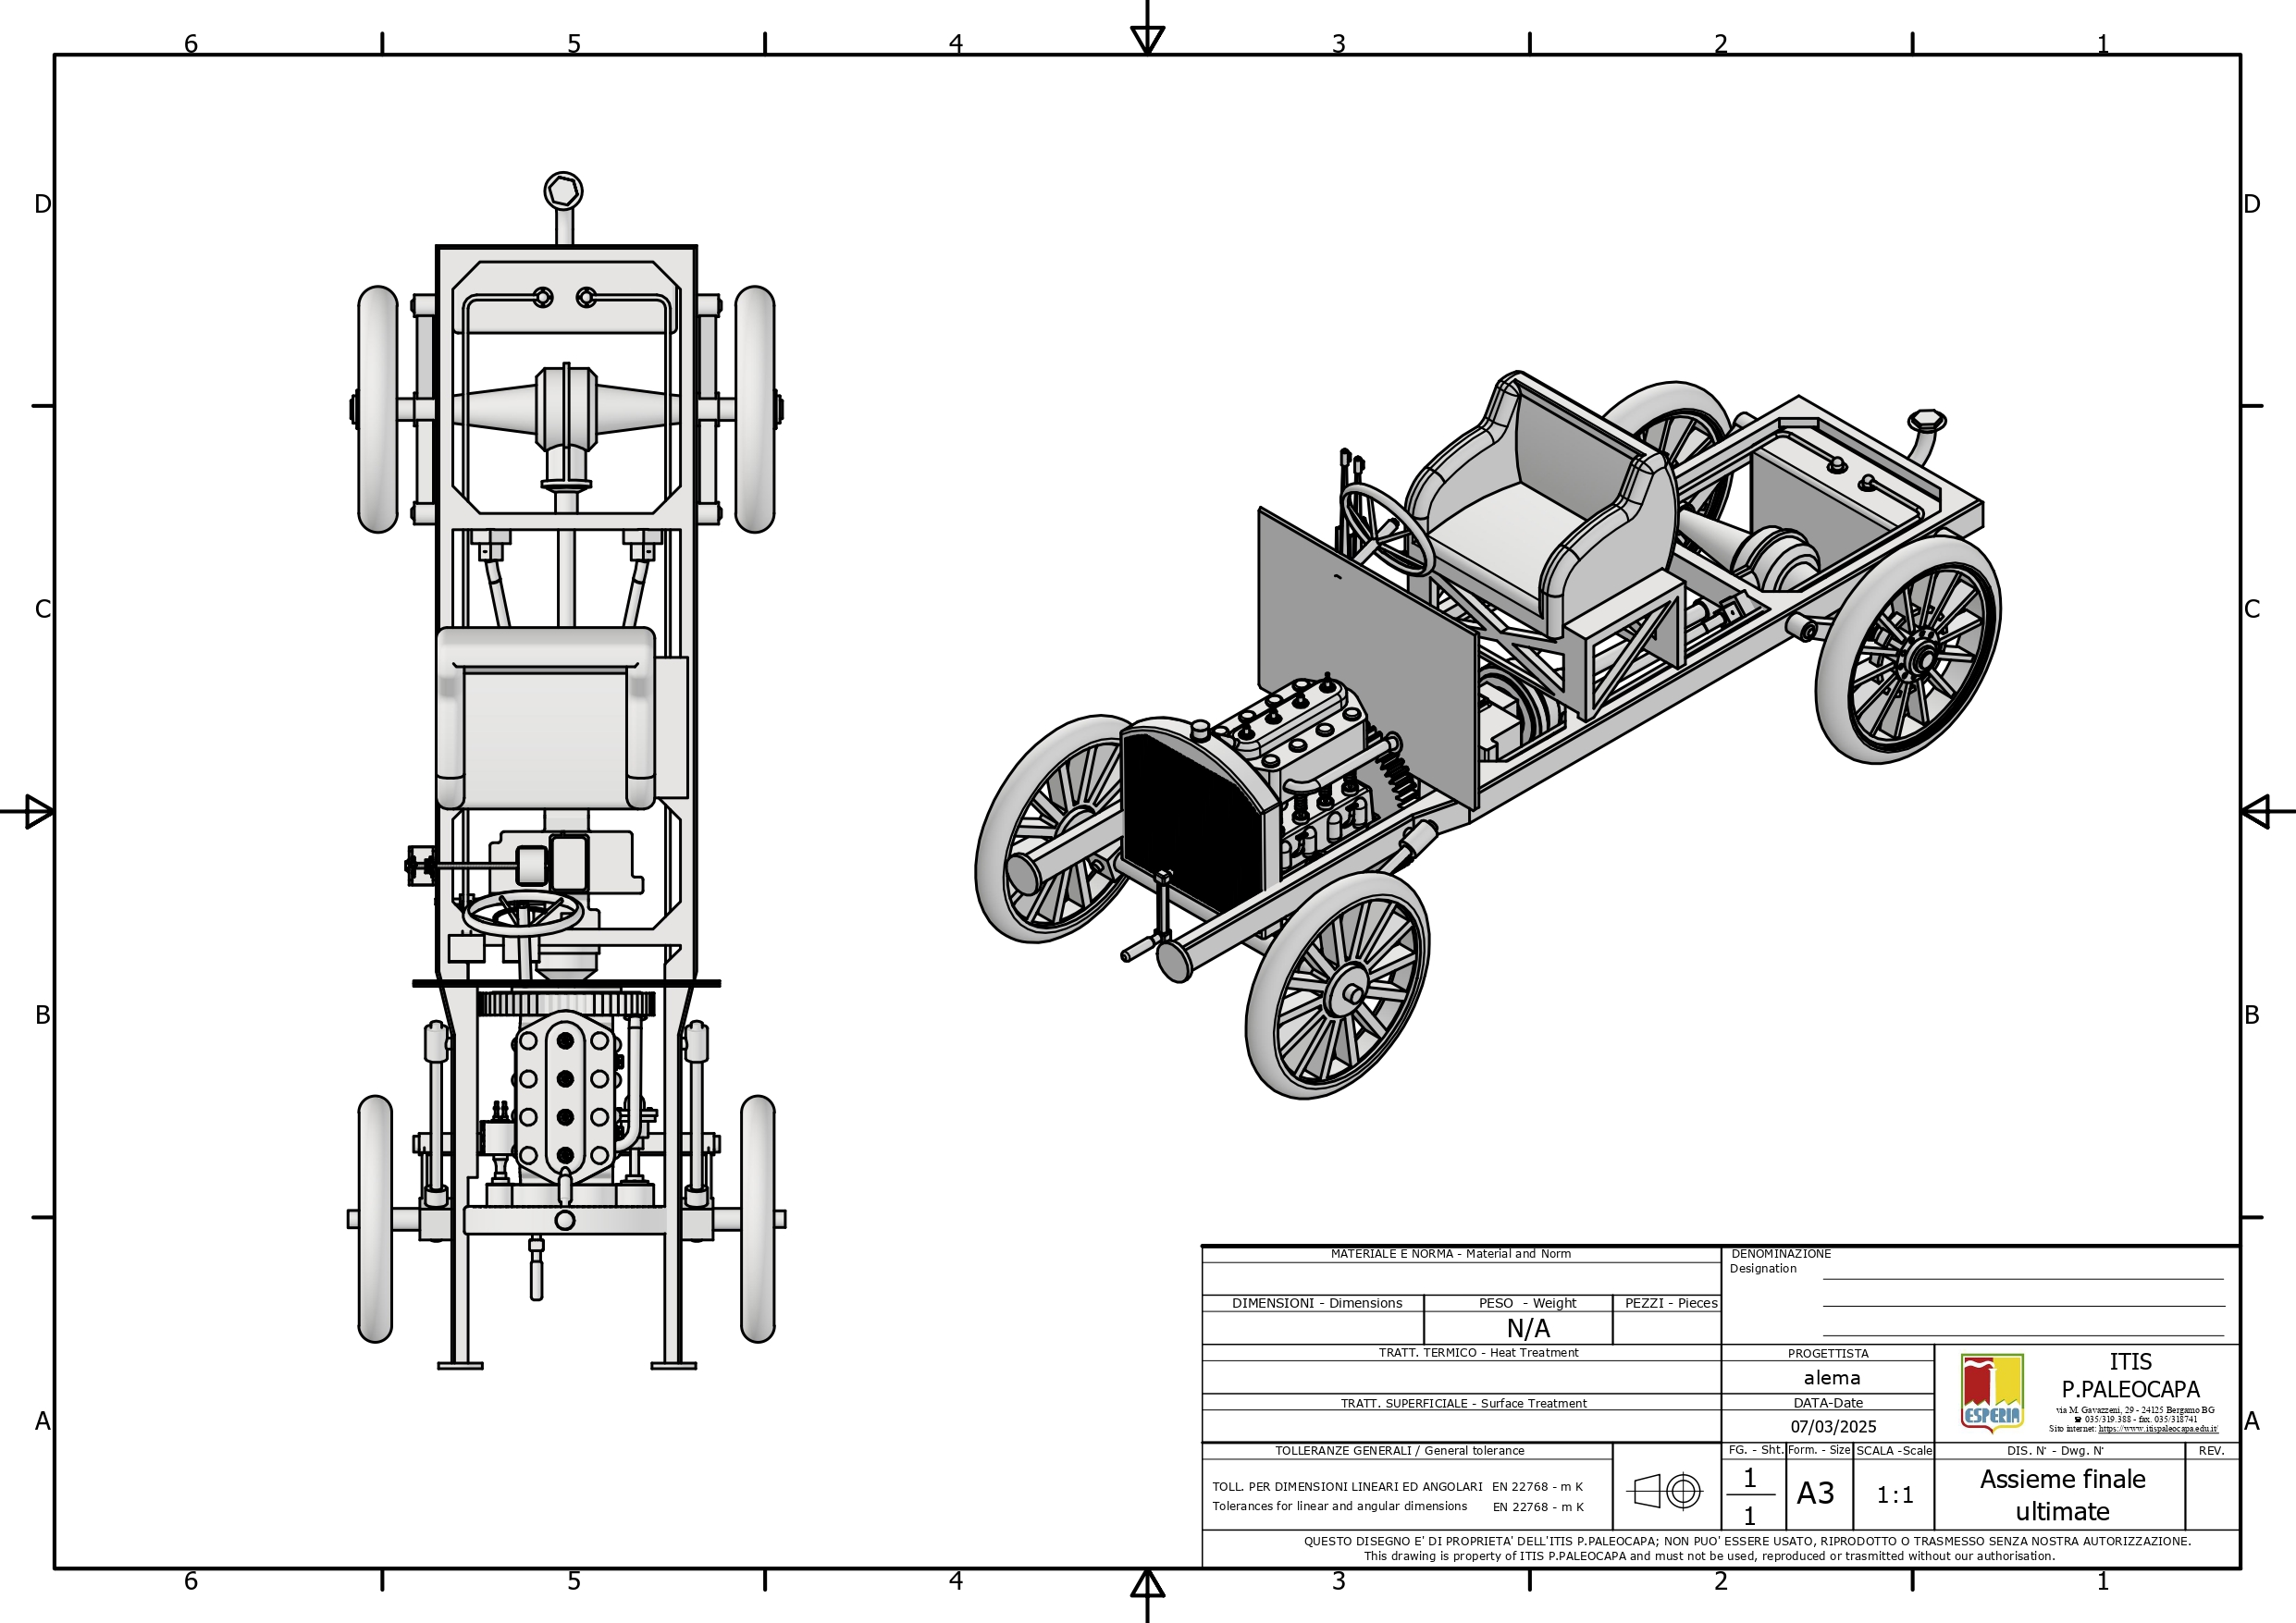 6 5 4 3 2 1
D D
C C
B B
A A
MATERIALE E NORMA - Material and Norm
DENOMINAZIONE
Designation
DIMENSIONI - Dimensions PESO - Weight PEZZI - Pieces
N/A
TRATT. TERMICO - Heat Treatment
PROGETTISTA
alema
TRATT. SUPERFICIALE - Surface Treatment
DATA-Date
07/03/2025
ESPERIA
ITIS
P.PALEOCAPA
via M. Gavazzeni, 29 - 24125 Bergamo BG
☎ 035/319.388 - fax. 035/318741
Sito internet: https://www.itispaleocapa.edu.it/
TOLLERANZE GENERALI / General tolerance
TOLL. PER DIMENSIONI LINEARI ED ANGOLARI EN 22768 - m K
Tolerances for linear and angular dimensions EN 22768 - m K
FG. - Sht. Form. - Size SCALA -Scale DIS. N° - Dwg. N° REV.
1
1
A3
1:1
Assieme finale
ultimate
QUESTO DISEGNO E' DI PROPRIETA' DELL'ITIS P.PALEOCAPA; NON PUO' ESSERE USATO, RIPRODOTTO O TRASMESSO SENZA NOSTRA AUTORIZZAZIONE.
This drawing is property of ITIS P.PALEOCAPA and must not be used, reproduced or trasmitted without our authorisation.
6 5 4 3 2 1